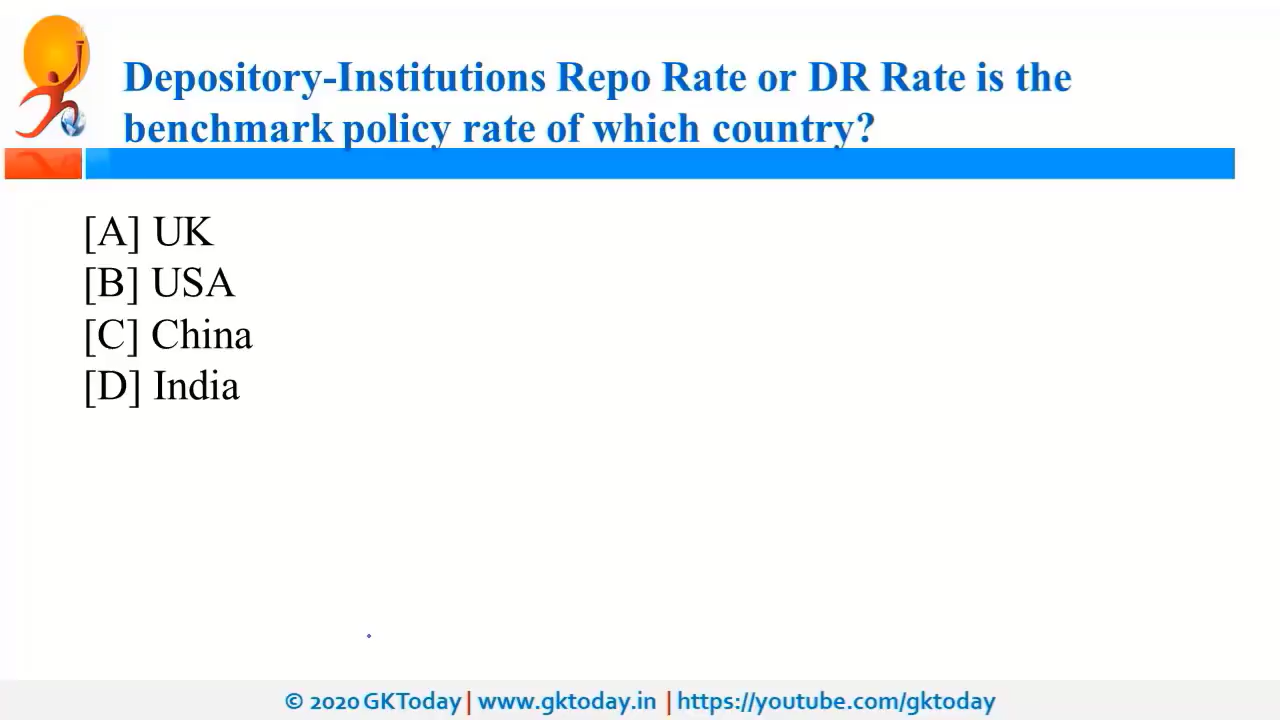 Depository-Institutions Repo Rate or DR Rate is the
benchmark policy rate of which country?
[A] UK
[B] USA
[C] China
[D] India
© 2020 GKToday | www.gktoday.in | https://youtube.com/gktoday